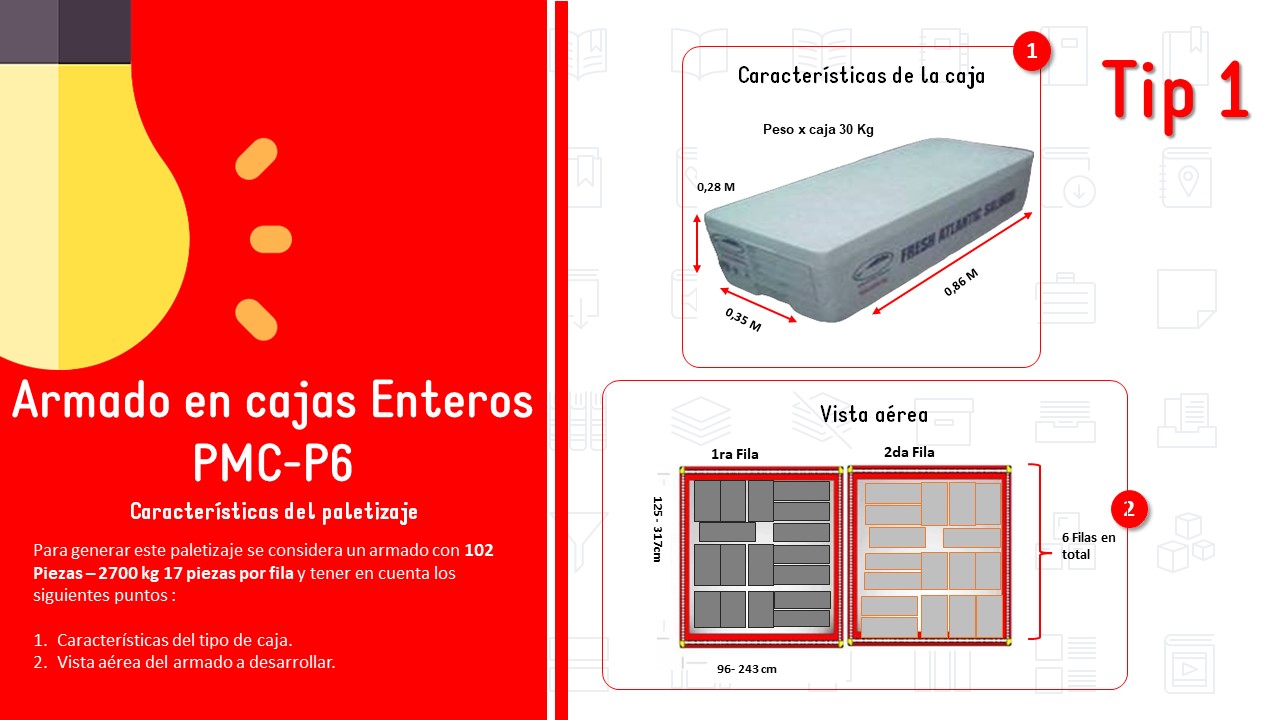 Armado en cajas Enteros
PMC-P6
Características del paletizaje
Para generar este paletizaje se considera un armado con 102
Piezas – 2700 kg 17 piezas por fila y tener en cuenta los
siguientes puntos :
1. Características del tipo de caja.
2. Vista aérea del armado a desarrollar.
Tip 1
1
Características de la caja
Peso x caja 30 Kg
0,28 M
FRESH ATLANTIC SALMON
0,86 M
0,35 M
2
Vista aérea
1ra Fila
2da Fila
125 - 317cm
6 Filas en
total
96- 243 cm